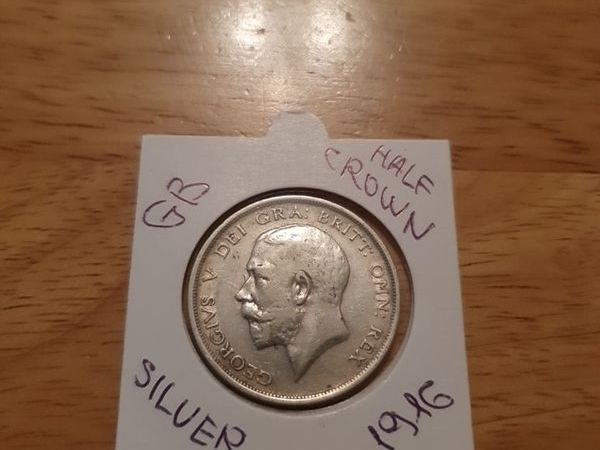 GB
HALF
CROWN
GEORGIVS V DEI GRA: BRITT: OMN: REX
SILVER
1916